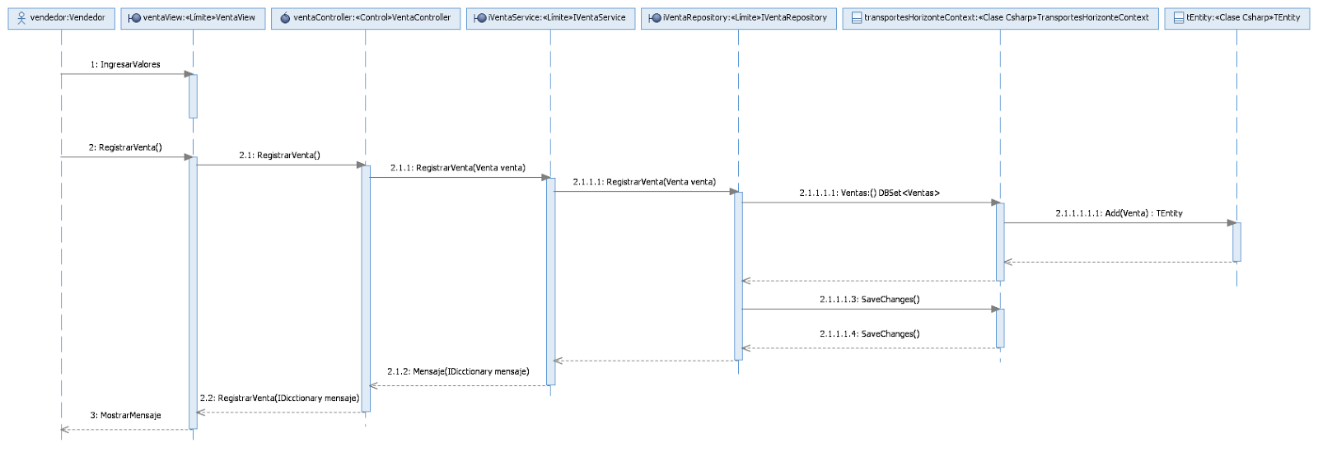 vendedor:Vendedor
ventaView:«Límite»VentaView
ventaController:«Control»VentaController
iVentaService:«Límite»IVentaService
iVentaRepository:«Límite»IVentaRepository
transportesHorizonteContext:«Clase Csharp»TransportesHorizonteContext
tEntity:«Clase Csharp»TEntity
1: IngresarValores
2: RegistrarVenta()
2.1: RegistrarVenta()
2.1.1: RegistrarVenta(Venta venta)
2.1.1.1: RegistrarVenta(Venta venta)
2.1.1.1.1: Ventas:() DBSet<Ventas>
2.1.1.1.1.1: Add(Venta) : TEntity
2.1.1.1.3: SaveChanges()
2.1.1.1.4: SaveChanges()
2.1.2: Mensaje(IDicctionary mensaje)
2.2: RegistrarVenta(IDicctionary mensaje)
3: MostrarMensaje